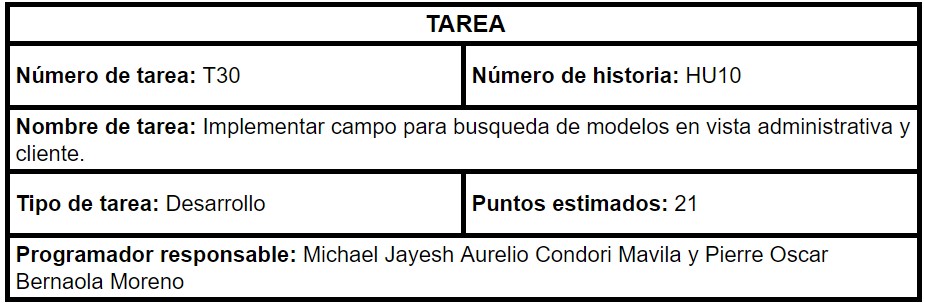 TAREA
Número de tarea: T30
Número de historia: HU10
Nombre de tarea: Implementar campo para busqueda de modelos en vista administrativa y
cliente.
Tipo de tarea: Desarrollo
Puntos estimados: 21
Programador responsable: Michael Jayesh Aurelio Condori Mavila y Pierre Oscar
Bernaola Moreno